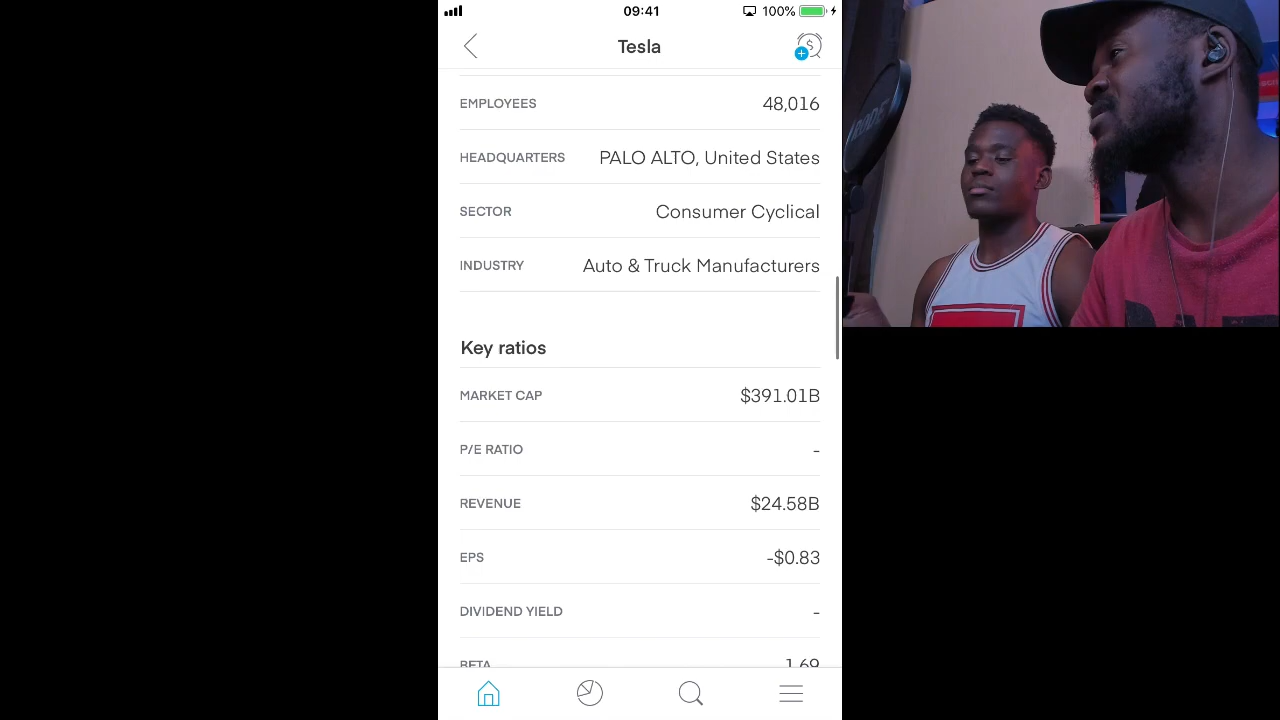 09:41
100%
Tesla
EMPLOYEES 48,016
HEADQUARTERS PALO ALTO, United States
SECTOR Consumer Cyclical
INDUSTRY Auto & Truck Manufacturers
Key ratios
MARKET CAP $391.01B
P/E RATIO -
REVENUE $24.58B
EPS -$0.83
DIVIDEND YIELD -
BETA 1.69
RODE